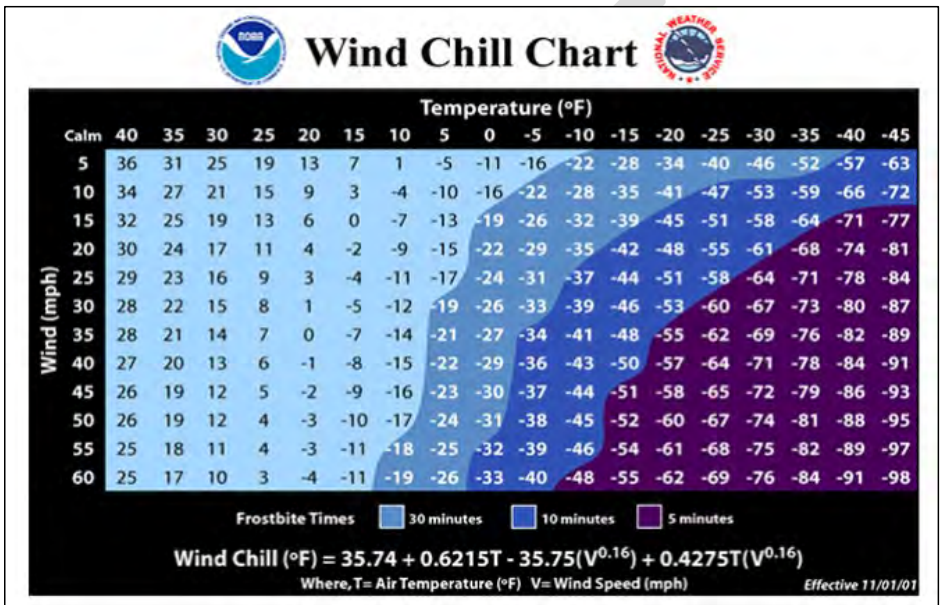 NOAA
Wind Chill Chart
NATIONAL WEATHER SERVICE
Temperature (ºF)
Calm 40 35 30 25 20 15 10 5 0 -5 -10 -15 -20 -25 -30 -35 -40 -45
Wind (mph)
5 36 31 25 19 13 7 1 -5 -11 -16 -22 -28 -34 -40 -46 -52 -57 -63
10 34 27 21 15 9 3 -4 -10 -16 -22 -28 -35 -41 -47 -53 -59 -66 -72
15 32 25 19 13 6 0 -7 -13 -19 -26 -32 -39 -45 -51 -58 -64 -71 -77
20 30 24 17 11 4 -2 -9 -15 -22 -29 -35 -42 -48 -55 -61 -68 -74 -81
25 29 23 16 9 3 -4 -11 -17 -24 -31 -37 -44 -51 -58 -64 -71 -78 -84
30 28 22 15 8 1 -5 -12 -19 -26 -33 -39 -46 -53 -60 -67 -73 -80 -87
35 28 21 14 7 0 -7 -14 -21 -27 -34 -41 -48 -55 -62 -69 -76 -82 -89
40 27 20 13 6 -1 -8 -15 -22 -29 -36 -43 -50 -57 -64 -71 -78 -84 -91
45 26 19 12 5 -2 -9 -16 -23 -30 -37 -44 -51 -58 -65 -72 -79 -86 -93
50 26 19 12 4 -3 -10 -17 -24 -31 -38 -45 -52 -60 -67 -74 -81 -88 -95
55 25 18 11 4 -3 -11 -18 -25 -32 -39 -46 -54 -61 -68 -75 -82 -89 -97
60 25 17 10 3 -4 -11 -19 -26 -33 -40 -48 -55 -62 -69 -76 -84 -91 -98
Frostbite Times 30 minutes 10 minutes 5 minutes
Wind Chill (ºF) = 35.74 + 0.6215T - 35.75(V0.16) + 0.4275T(V0.16)
Where, T= Air Temperature (ºF) V= Wind Speed (mph) Effective 11/01/01